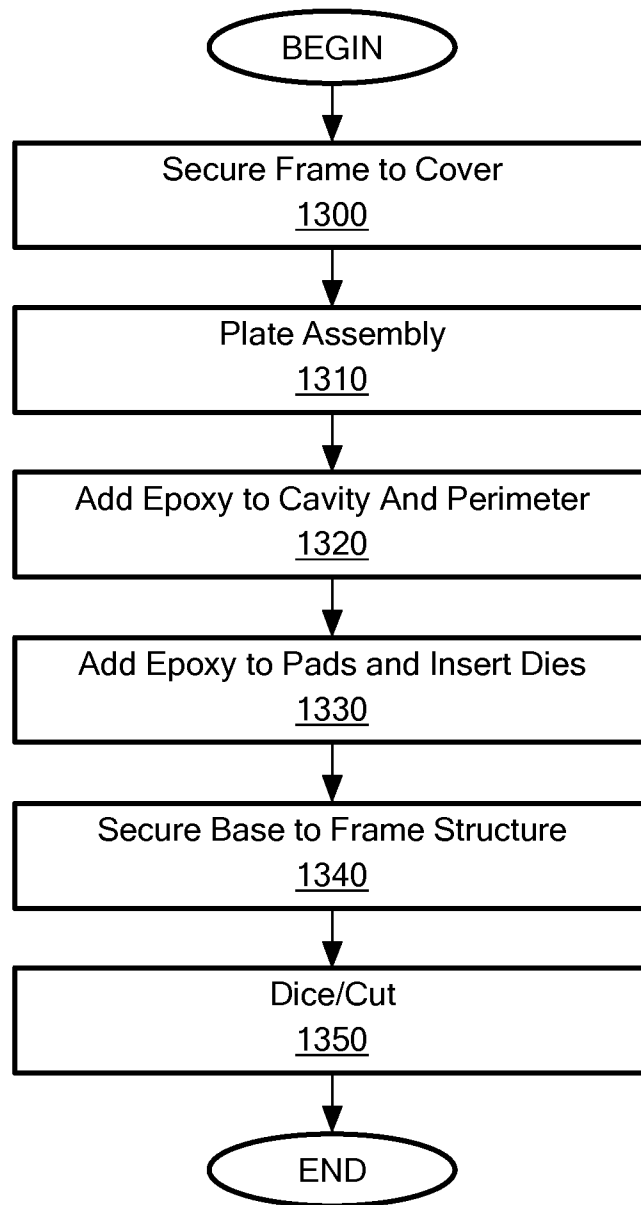 BEGIN
Secure Frame to Cover
1300
Plate Assembly
1310
Add Epoxy to Cavity And Perimeter
1320
Add Epoxy to Pads and Insert Dies
1330
Secure Base to Frame Structure
1340
Dice/Cut
1350
END